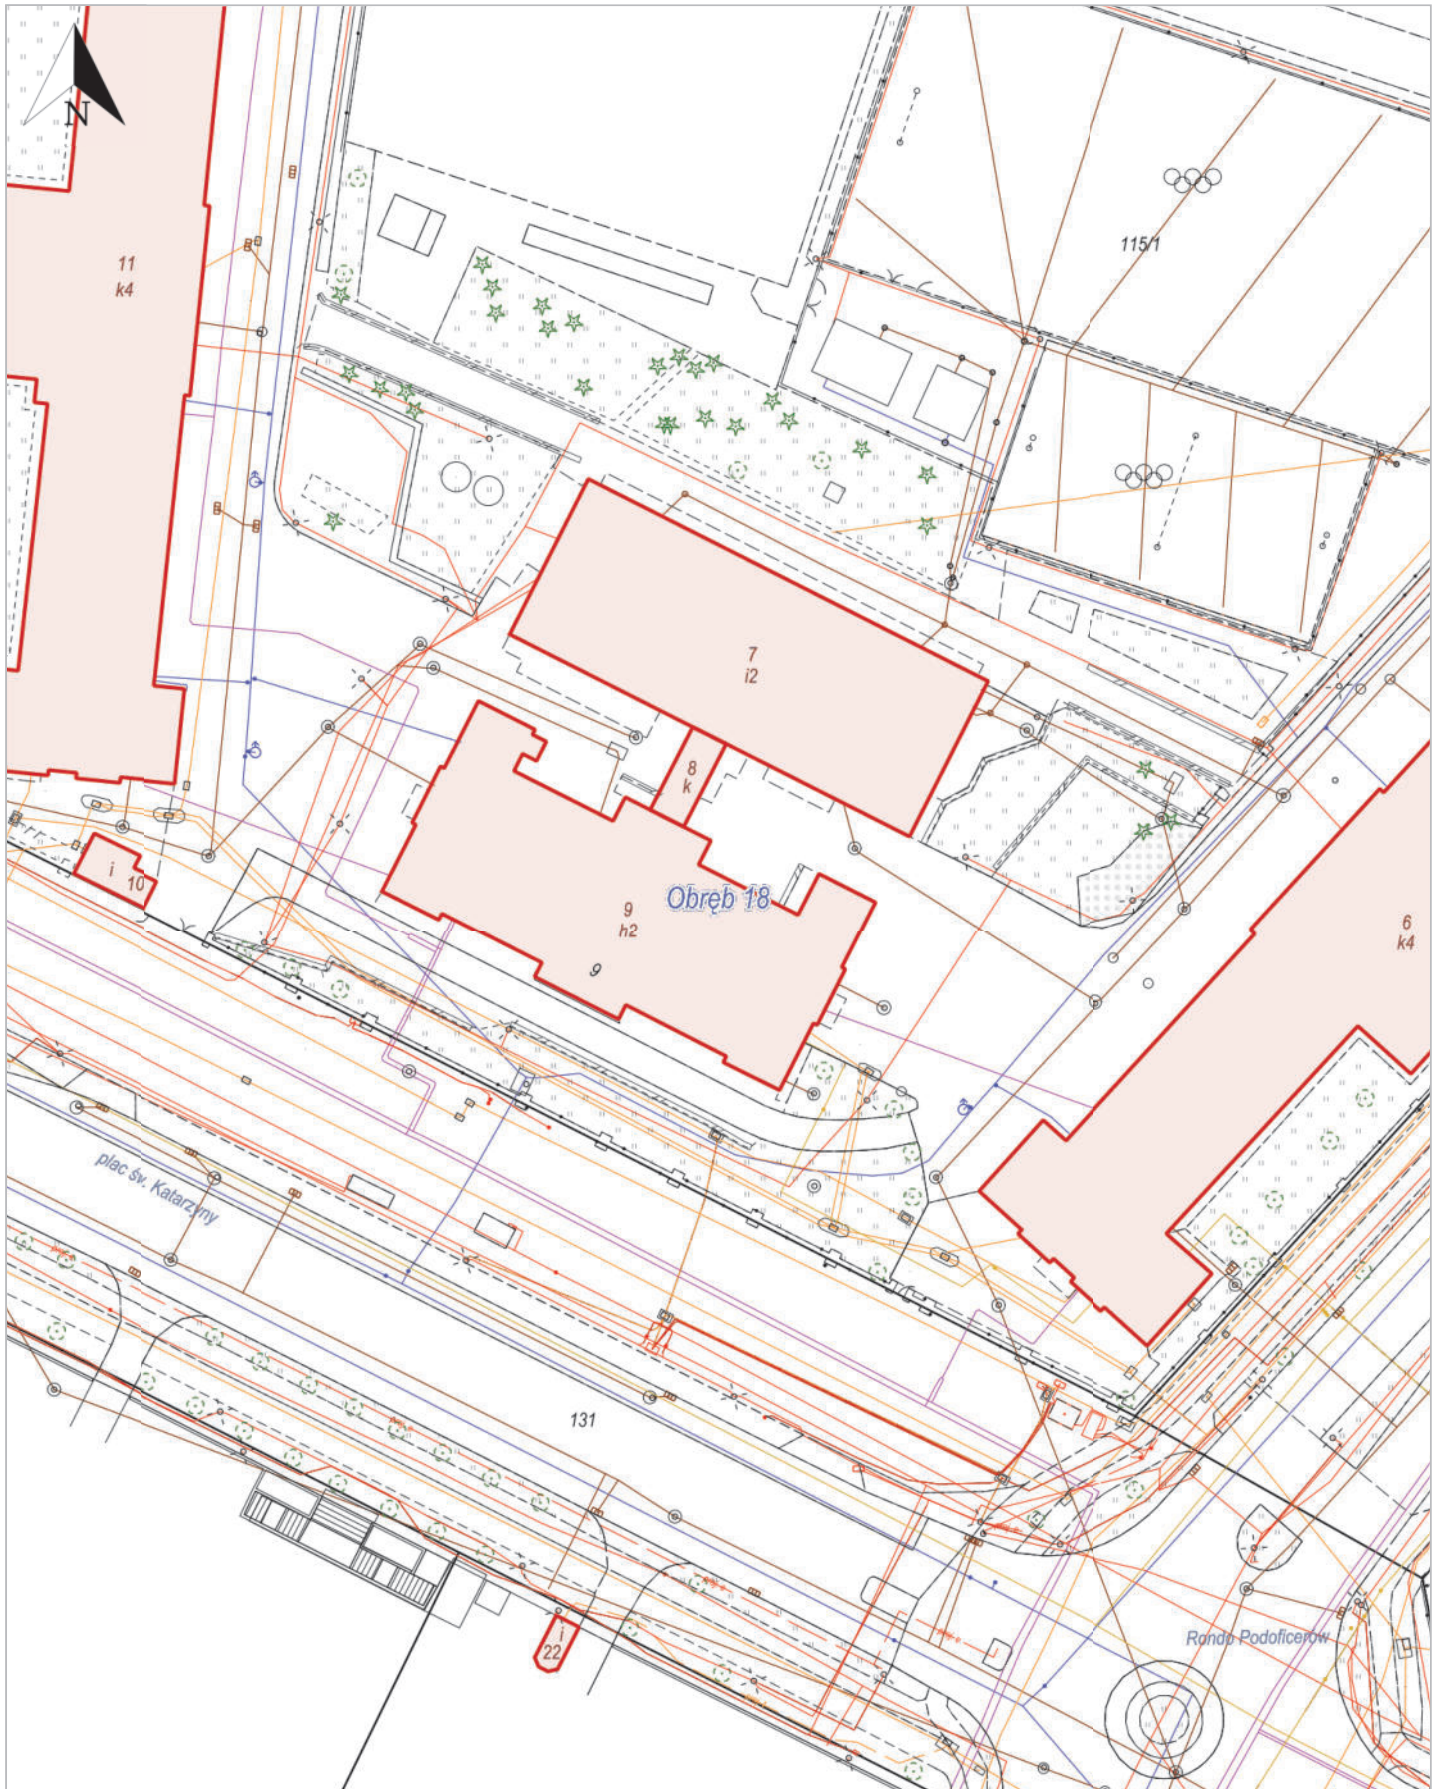 N
115/1
11
k4
7
i2
8
k
i
10
Obręb 18
9
h2
9
6
k4
plac św. Katarzyny
131
i
22
Rondo Podoficerów